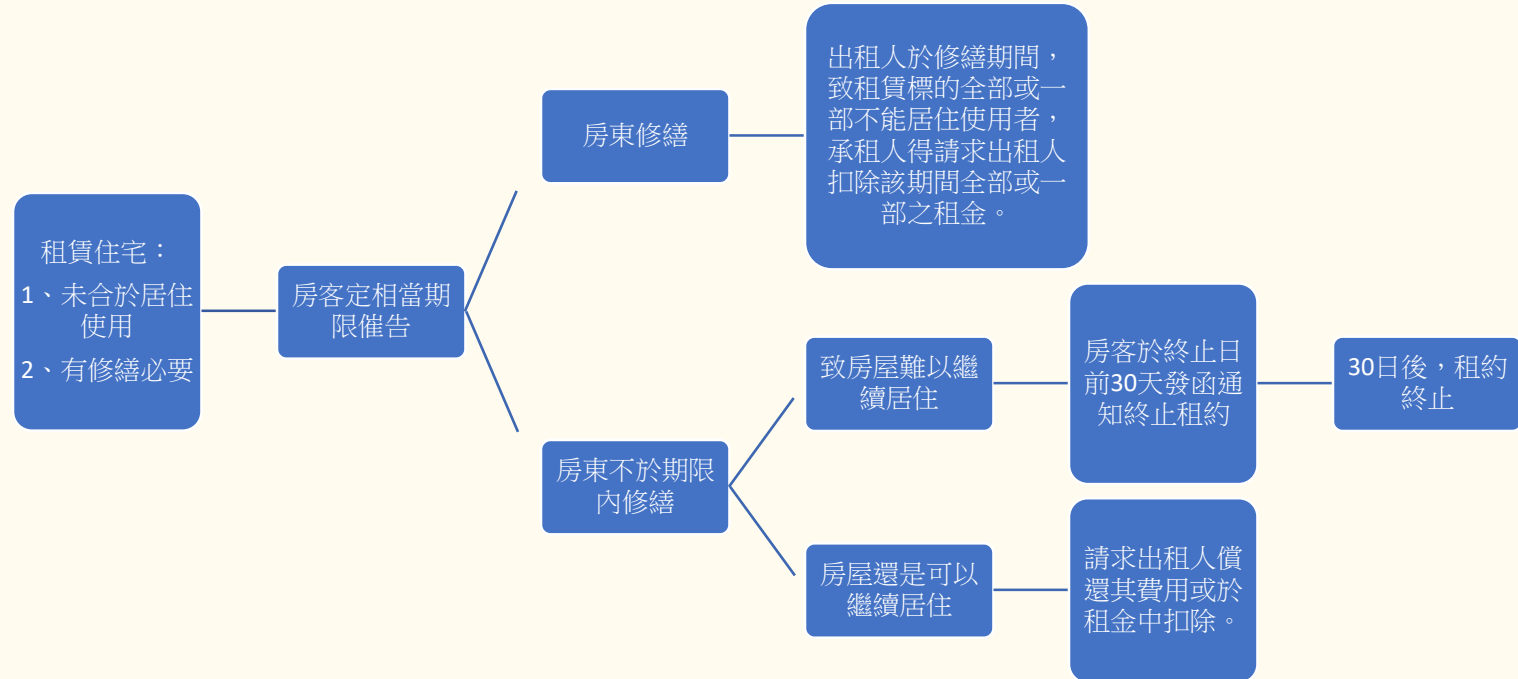 租賃住宅：
1、未合於居住
使用
2、有修繕必要
房客定相當期
限催告
房東修繕
出租人於修繕期間，
致租賃標的全部或一
部不能居住使用者，
承租人得請求出租人
扣除該期間全部或一
部之租金。
房東不於期限
內修繕
致房屋難以繼
續居住
房客於終止日
前30天發函通
知終止租約
30日後，租約
終止
房屋還是可以
繼續居住
請求出租人償
還其費用或於
租金中扣除。